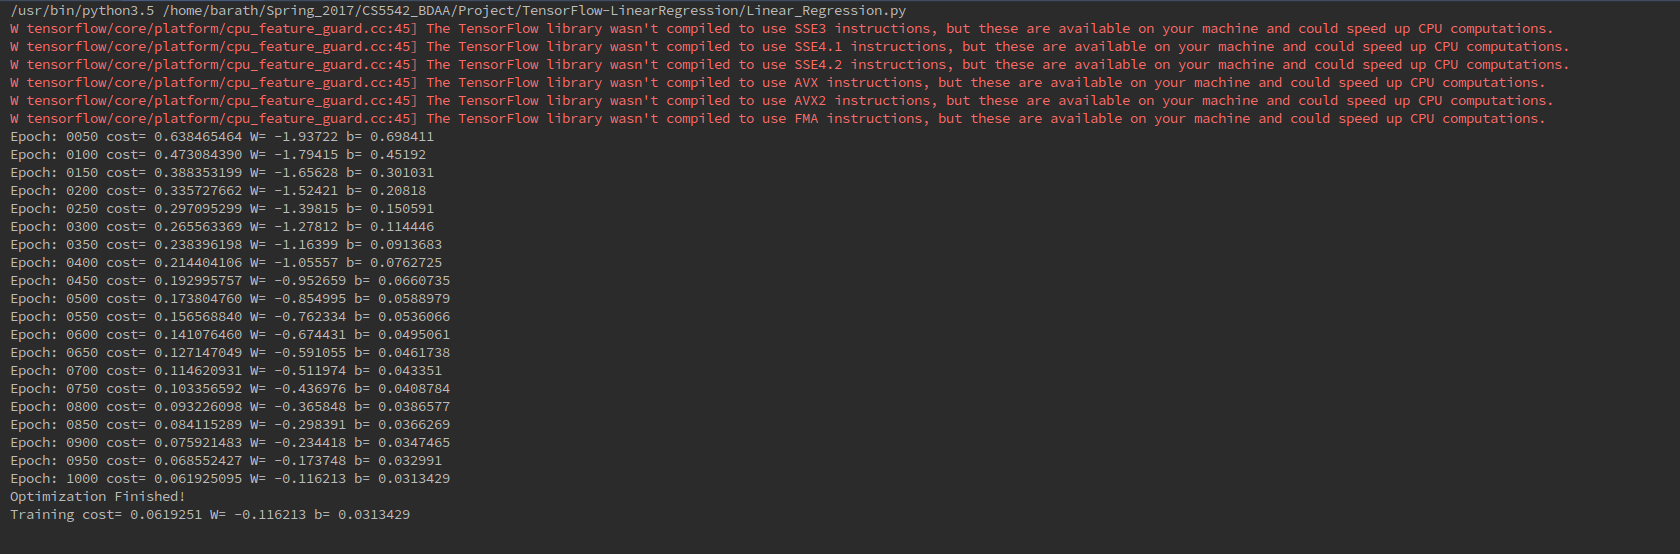 /usr/bin/python3.5 /home/barath/Spring_2017/CS5542_BDAA/Project/TensorFlow-LinearRegression/Linear_Regression.py
W tensorflow/core/platform/cpu_feature_guard.cc:45] The TensorFlow library wasn't compiled to use SSE3 instructions, but these are available on your machine and could speed up CPU computations.
W tensorflow/core/platform/cpu_feature_guard.cc:45] The TensorFlow library wasn't compiled to use SSE4.1 instructions, but these are available on your machine and could speed up CPU computations.
W tensorflow/core/platform/cpu_feature_guard.cc:45] The TensorFlow library wasn't compiled to use SSE4.2 instructions, but these are available on your machine and could speed up CPU computations.
W tensorflow/core/platform/cpu_feature_guard.cc:45] The TensorFlow library wasn't compiled to use AVX instructions, but these are available on your machine and could speed up CPU computations.
W tensorflow/core/platform/cpu_feature_guard.cc:45] The TensorFlow library wasn't compiled to use AVX2 instructions, but these are available on your machine and could speed up CPU computations.
W tensorflow/core/platform/cpu_feature_guard.cc:45] The TensorFlow library wasn't compiled to use FMA instructions, but these are available on your machine and could speed up CPU computations.
Epoch: 0050 cost= 0.638465464 W= -1.93722 b= 0.698411
Epoch: 0100 cost= 0.473084390 W= -1.79415 b= 0.45192
Epoch: 0150 cost= 0.388353199 W= -1.65628 b= 0.301031
Epoch: 0200 cost= 0.335727662 W= -1.52421 b= 0.20818
Epoch: 0250 cost= 0.297095299 W= -1.39815 b= 0.150591
Epoch: 0300 cost= 0.265563369 W= -1.27812 b= 0.114446
Epoch: 0350 cost= 0.238396198 W= -1.16399 b= 0.0913683
Epoch: 0400 cost= 0.214404106 W= -1.05557 b= 0.0762725
Epoch: 0450 cost= 0.192995757 W= -0.952659 b= 0.0660735
Epoch: 0500 cost= 0.173804760 W= -0.854995 b= 0.0588979
Epoch: 0550 cost= 0.156568840 W= -0.762334 b= 0.0536066
Epoch: 0600 cost= 0.141076460 W= -0.674431 b= 0.0495061
Epoch: 0650 cost= 0.127147049 W= -0.591055 b= 0.0461738
Epoch: 0700 cost= 0.114620931 W= -0.511974 b= 0.043351
Epoch: 0750 cost= 0.103356592 W= -0.436976 b= 0.0408784
Epoch: 0800 cost= 0.093226098 W= -0.365848 b= 0.0386577
Epoch: 0850 cost= 0.084115289 W= -0.298391 b= 0.0366269
Epoch: 0900 cost= 0.075921483 W= -0.234418 b= 0.0347465
Epoch: 0950 cost= 0.068552427 W= -0.173748 b= 0.032991
Epoch: 1000 cost= 0.061925095 W= -0.116213 b= 0.0313429
Optimization Finished!
Training cost= 0.0619251 W= -0.116213 b= 0.0313429